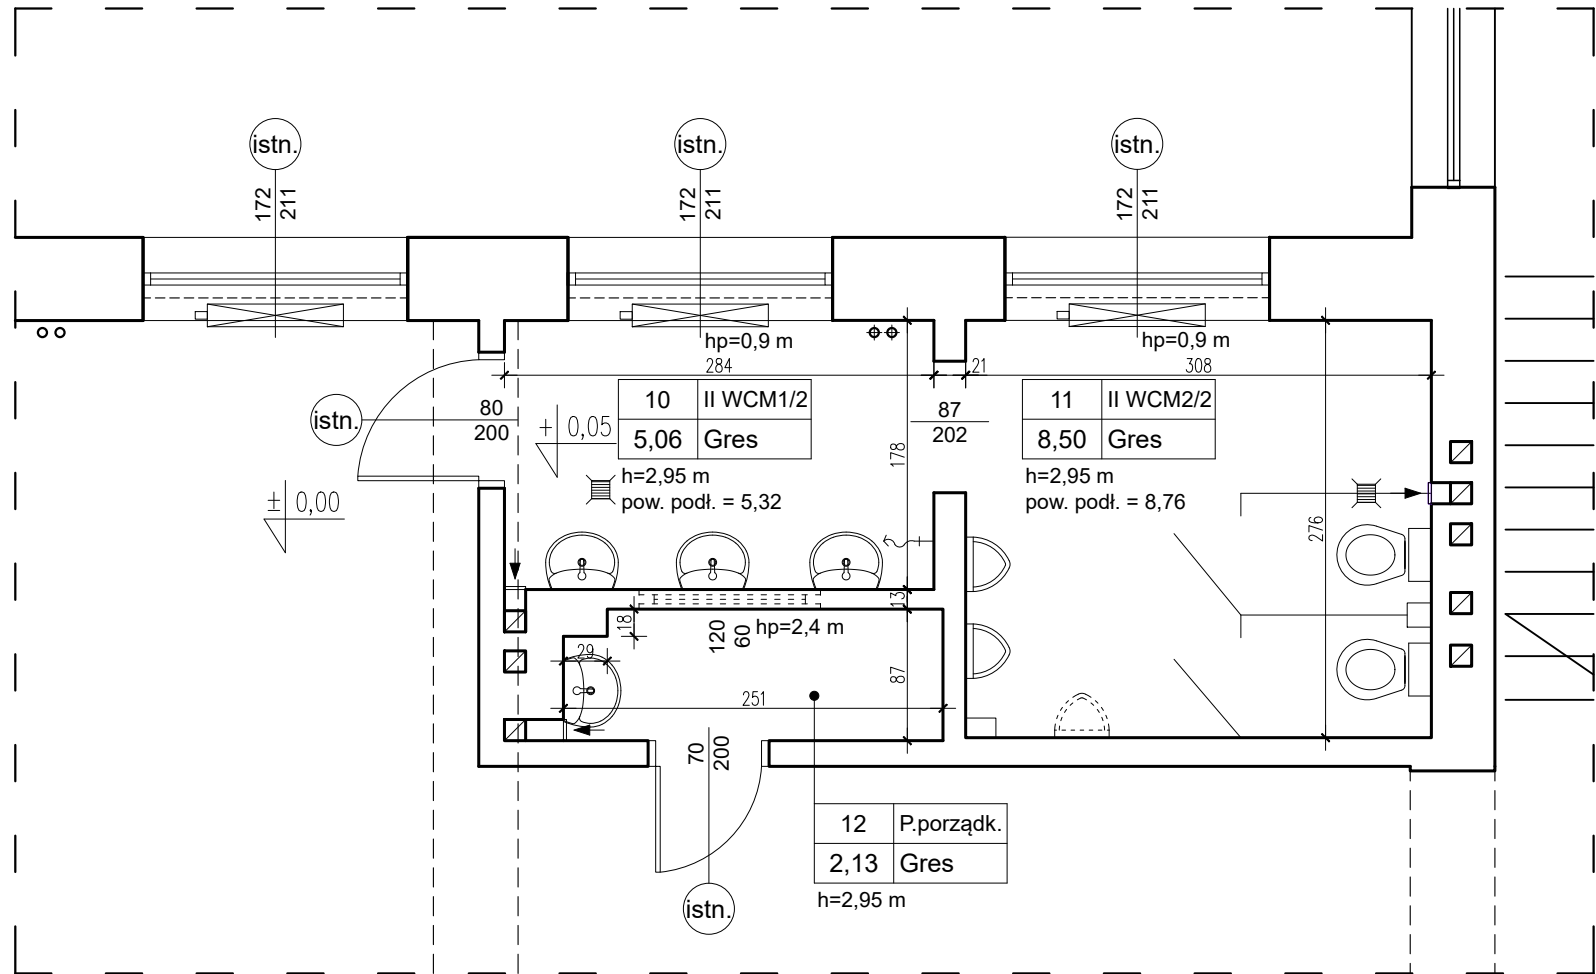 istn.
istn.
istn.
172
211
172
211
172
211
hp=0,9 m
hp=0,9 m
284
21
308
istn.
80
200
+ 0,05
10 II WCM1/2
5,06 Gres
h=2,95 m
pow. podł. = 5,32
87
202
11 II WCM2/2
8,50 Gres
h=2,95 m
pow. podł. = 8,76
178
± 0,00
276
13
18
120
60
hp=2,4 m
29
87
251
70
200
12 P.porządk.
2,13 Gres
h=2,95 m
istn.